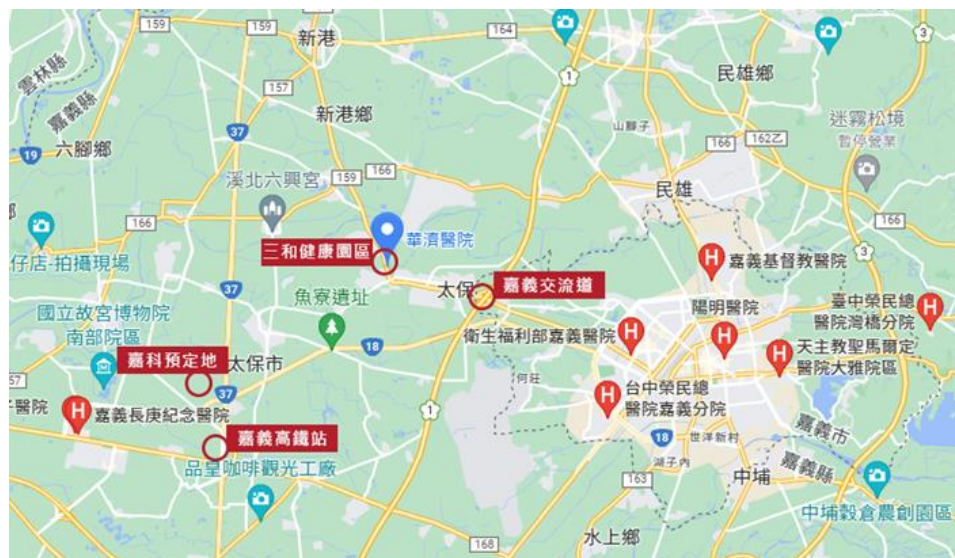 159
159
新港
164
3
雲林縣
嘉義縣
157
民雄鄉
1
37
新港鄉
山腳子
166
162乙
迷霧松境
暫停營業
19
六腳鄉
溪北六興宮
159
166
民雄
166
166
三和健康園區
華濟醫院
仔店-拍攝現場
3
嘉義基督教醫院
太保
嘉義交流道
魚寮遺址
國立故宮博物院
南部院區
陽明醫院
臺中榮民總
醫院灣橋分院
衛生福利部嘉義醫院
18
嘉科預定地
太保市
天主教聖馬爾定
醫院大雅院區
57
37
何莊
台中榮民總
醫院嘉義分院
子醫院
嘉義長庚紀念醫院
1
嘉義市
嘉義高鐵站
18
世洋新村
嘉義縣
湖子內
品皇咖啡觀光工廠
163
中埔
中埔穀倉農創園區
水上鄉
168